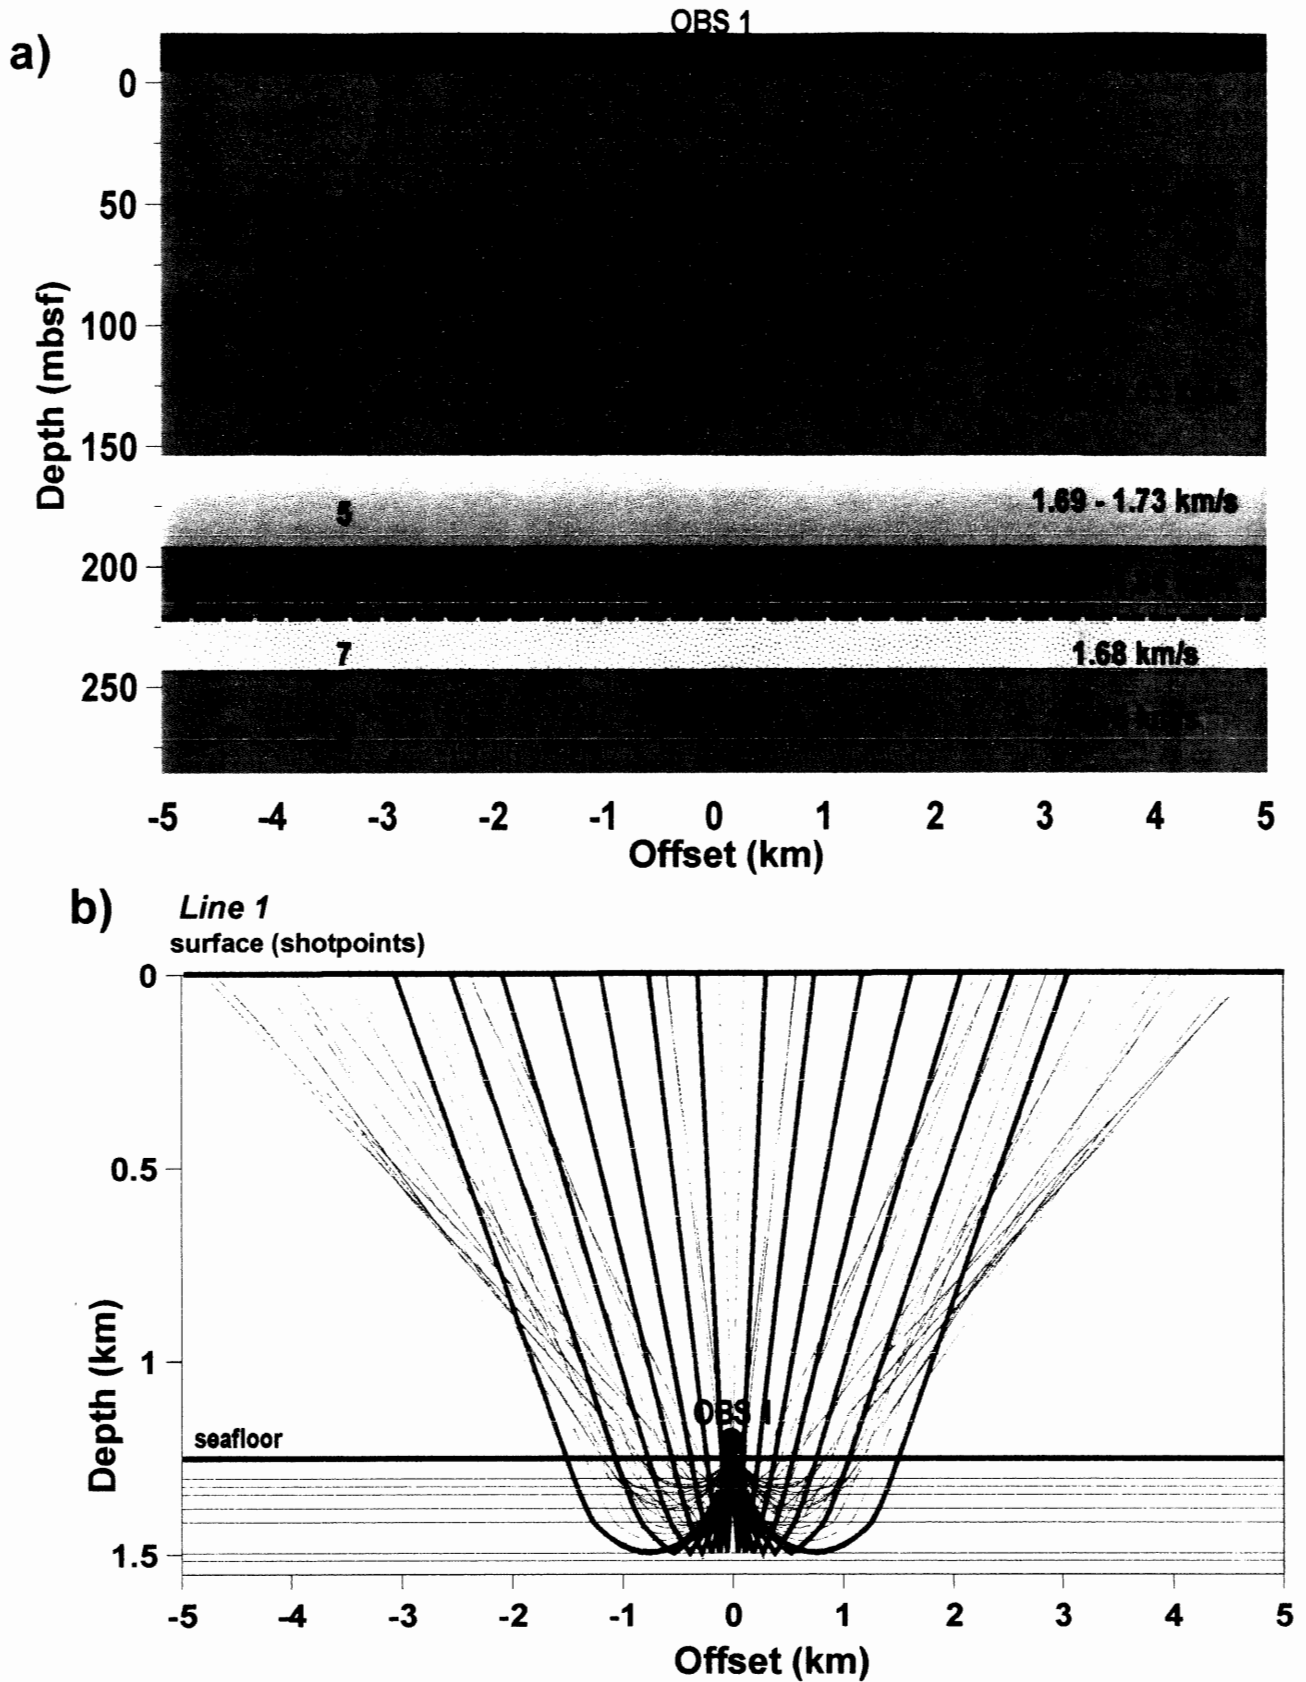 OBS 1
a)
0
50
100
150
200
250
Depth (mbsf)
5
1.69 - 1.73 km/s
7
1.68 km/s
-5 -4 -3 -2 -1 0 1 2 3 4 5
Offset (km)
b)
Line 1
surface (shotpoints)
0
0.5
1
1.5
Depth (km)
OBS 1
seafloor
-5 -4 -3 -2 -1 0 1 2 3 4 5
Offset (km)